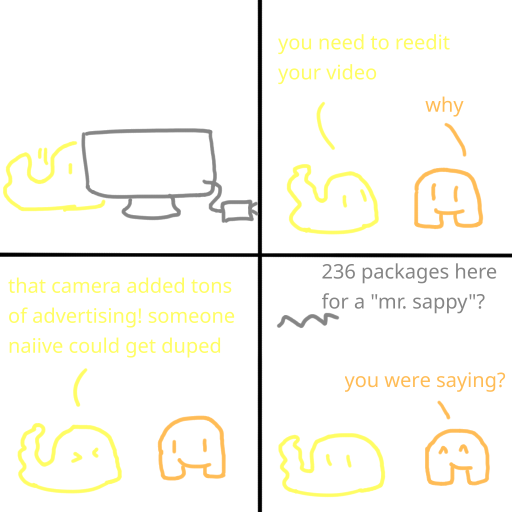 you need to reedit
your video
why
that camera added tons
of advertising! someone
naiive could get duped
236 packages here
for a "mr. sappy"?
you were saying?